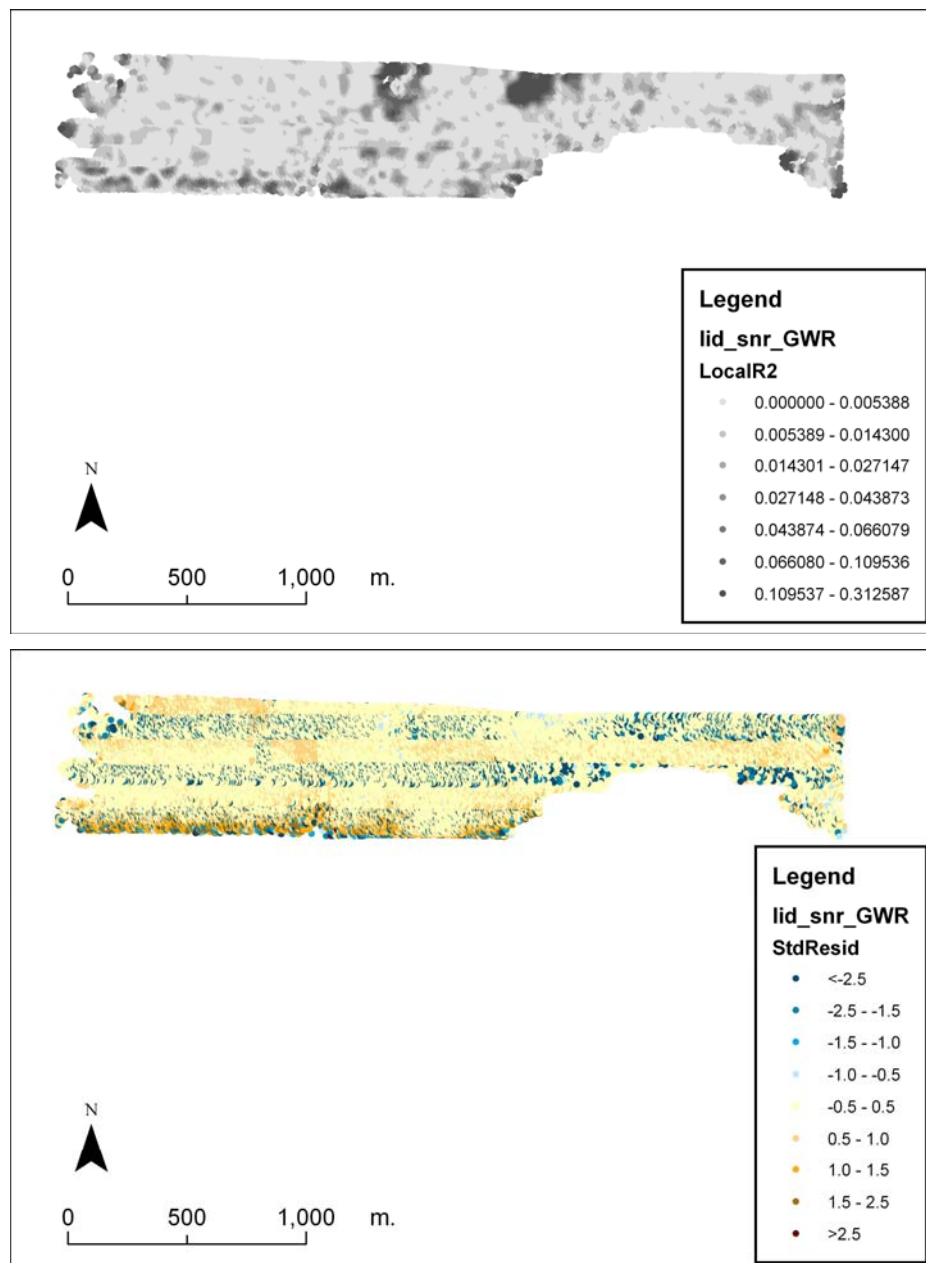 Legend
lid_snr_GWR
LocalR2
0.000000 - 0.005388
0.005389 - 0.014300
0.014301 - 0.027147
0.027148 - 0.043873
0.043874 - 0.066079
0.066080 - 0.109536
0.109537 - 0.312587
N
0 500 1,000 m.
Legend
lid_snr_GWR
StdResid
<-2.5
-2.5 - -1.5
-1.5 - -1.0
-1.0 - -0.5
-0.5 - 0.5
0.5 - 1.0
1.0 - 1.5
1.5 - 2.5
>2.5
N
0 500 1,000 m.